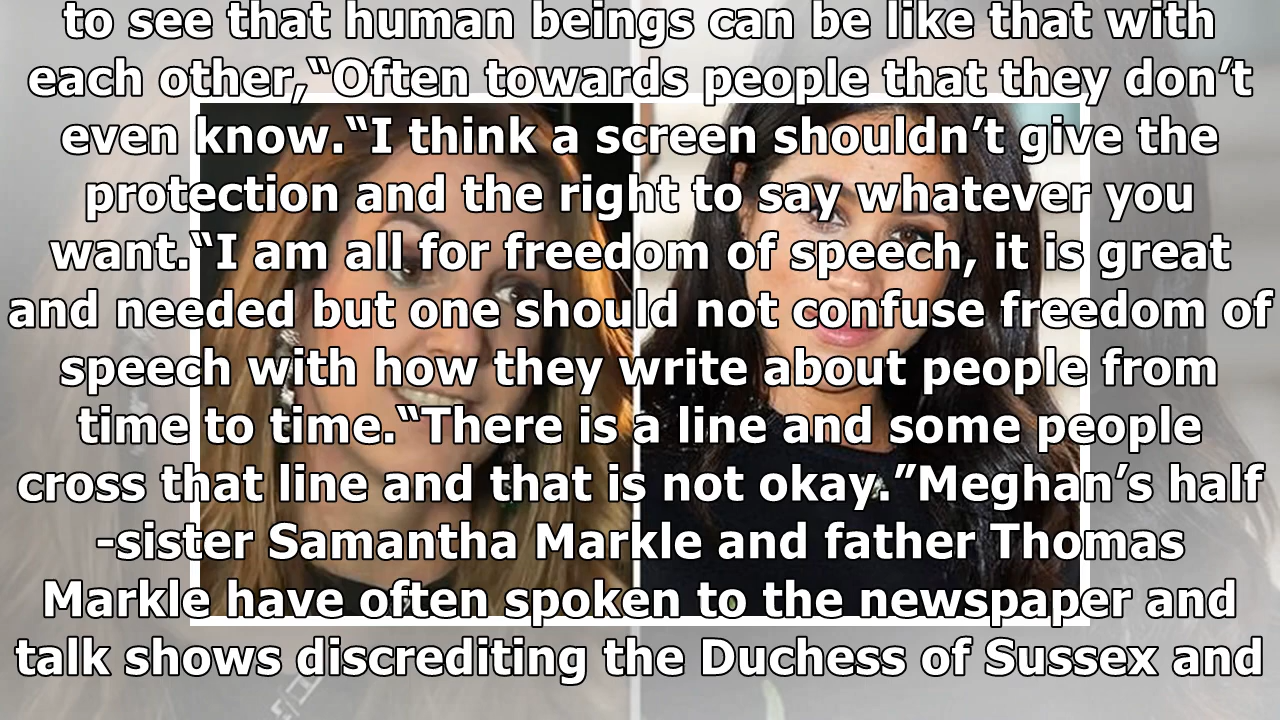 to see that human beings can be like that with
each other,“Often towards people that they don’t
even know.“I think a screen shouldn’t give the
protection and the right to say whatever you
want.“I am all for freedom of speech, it is great
and needed but one should not confuse freedom of
speech with how they write about people from
time to time.“There is a line and some people
cross that line and that is not okay.”Meghan’s half
-sister Samantha Markle and father Thomas
Markle have often spoken to the newspaper and
talk shows discrediting the Duchess of Sussex and